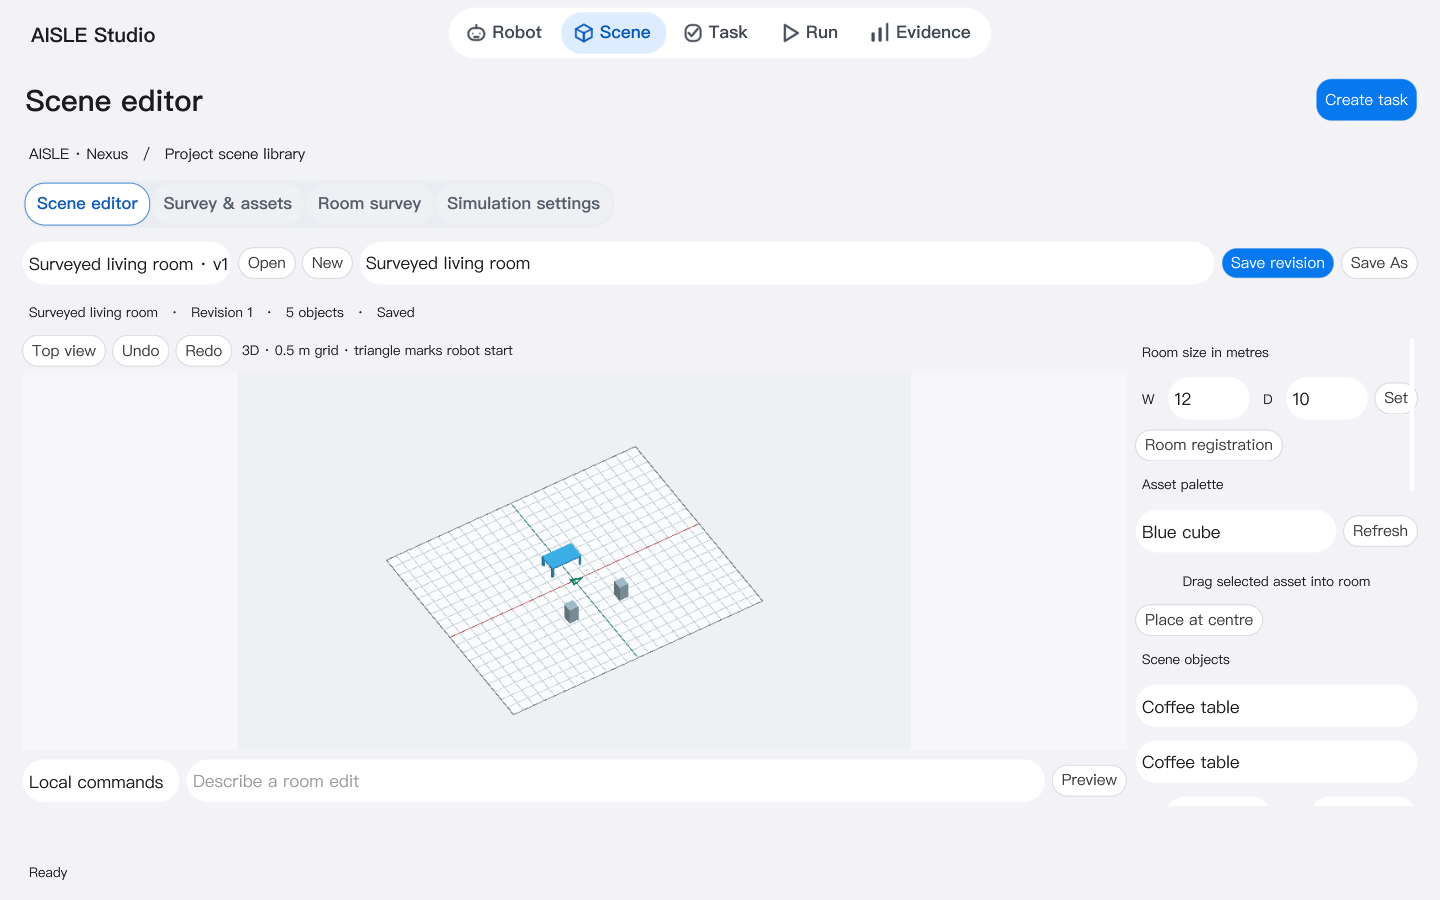 AISLE Studio
Robot
Scene
Task
Run
Evidence
Scene editor
Create task
AISLE · Nexus / Project scene library
Scene editor
Survey & assets
Room survey
Simulation settings
Surveyed living room · v1
Open
New
Surveyed living room
Save revision
Save As
Surveyed living room · Revision 1 · 5 objects · Saved
Top view
Undo
Redo
3D · 0.5 m grid · triangle marks robot start
Room size in metres
W 12 D 10 Set
Room registration
Asset palette
Blue cube
Refresh
Drag selected asset into room
Place at centre
Scene objects
Coffee table
Coffee table
Local commands
Describe a room edit
Preview
Ready